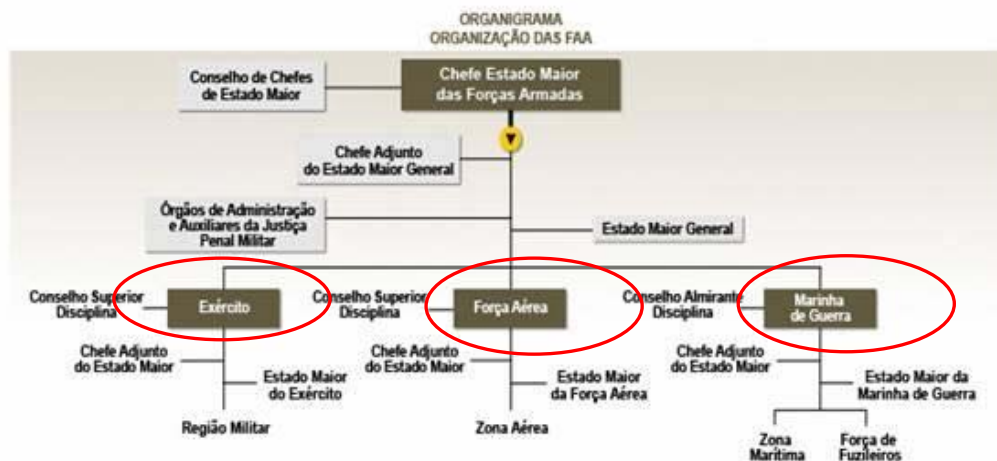 ORGANIGRAMA
ORGANIZAÇÃO DAS FAA
Conselho de Chefes
de Estado Maior
Chefe Estado Maior
das Forças Armadas
Chefe Adjunto
do Estado Maior General
Órgãos de Administração
e Auxiliares da Justiça
Penal Militar
Estado Maior General
Conselho Superior
Disciplina
Exército
Conselho Superior
Disciplina
Força Aérea
Conselho Almirante
Disciplina
Marinha
de Guerra
Chefe Adjunto
do Estado Maior
Estado Maior
do Exército
Região Militar
Chefe Adjunto
do Estado Maior
Estado Maior
da Força Aérea
Zona Aérea
Chefe Adjunto
do Estado Maior
Estado Maior da
Marinha de Guerra
Zona
Marítima
Força de
Fuzileiros